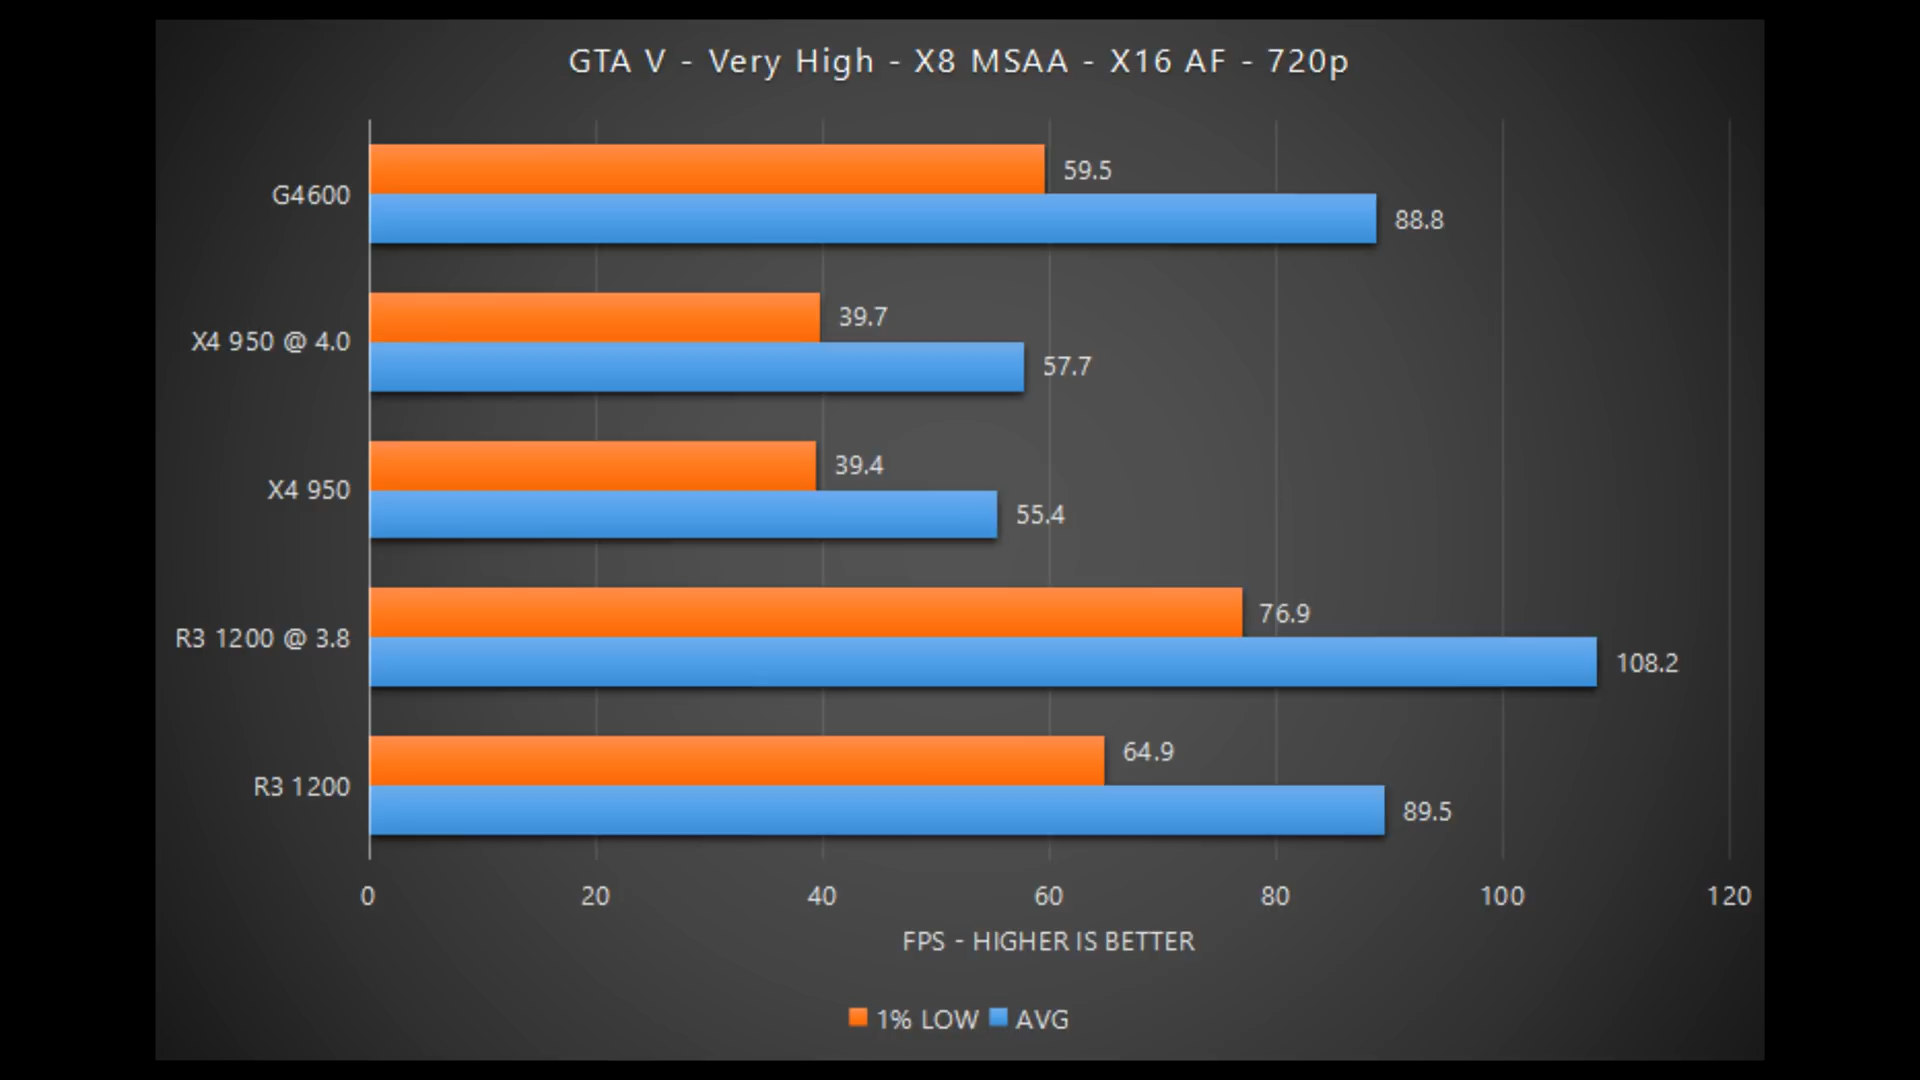 GTA V - Very High - X8 MSAA - X16 AF - 720p
G4600
59.5
88.8
X4 950 @ 4.0
39.7
57.7
X4 950
39.4
55.4
R3 1200 @ 3.8
76.9
108.2
R3 1200
64.9
89.5
0 20 40 60 80 100 120
FPS - HIGHER IS BETTER
1% LOW AVG